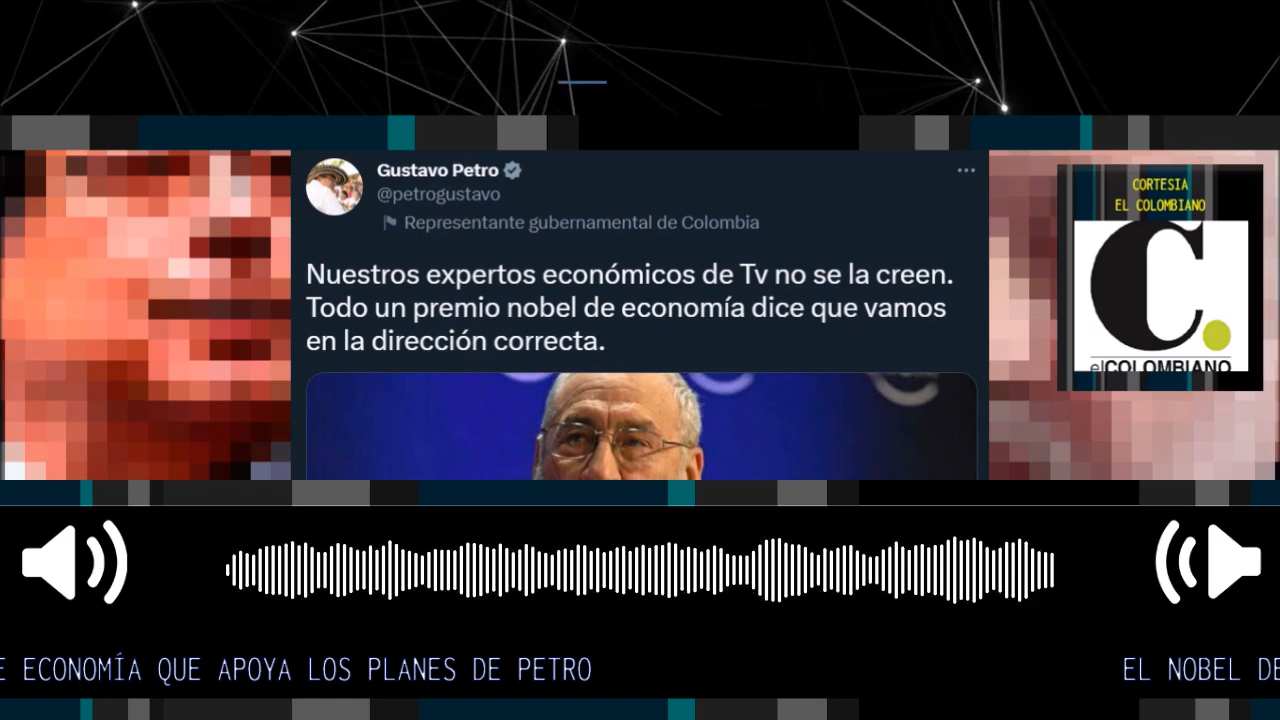 Gustavo Petro
@petrogustavo
Representante gubernamental de Colombia
Nuestros expertos económicos de Tv no se la creen.
Todo un premio nobel de economía dice que vamos
en la dirección correcta.
CORTESIA
EL COLOMBIANO
C.
elCOLOMBIANO
E ECONOMÍA QUE APOYA LOS PLANES DE PETRO
EL NOBEL DE